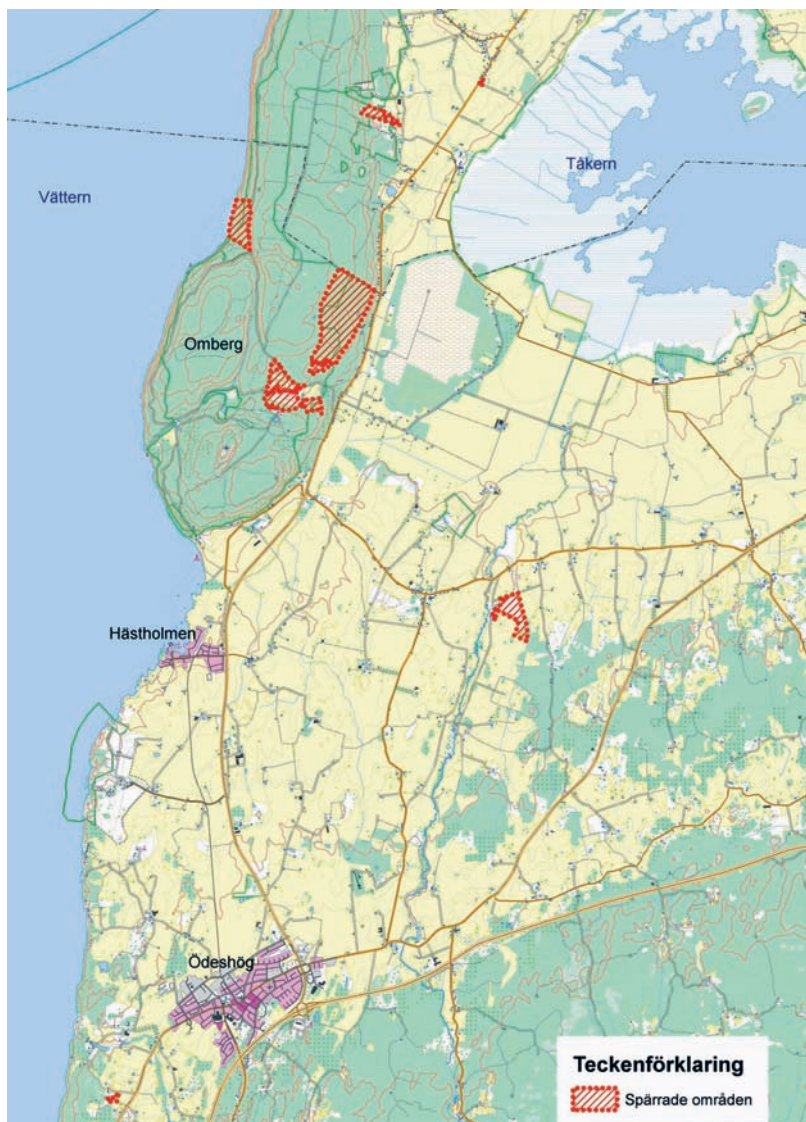 Tåkern
Vättern
Omberg
Hästholmen
Ödeshög
Teckenförklaring
Spärrade områden